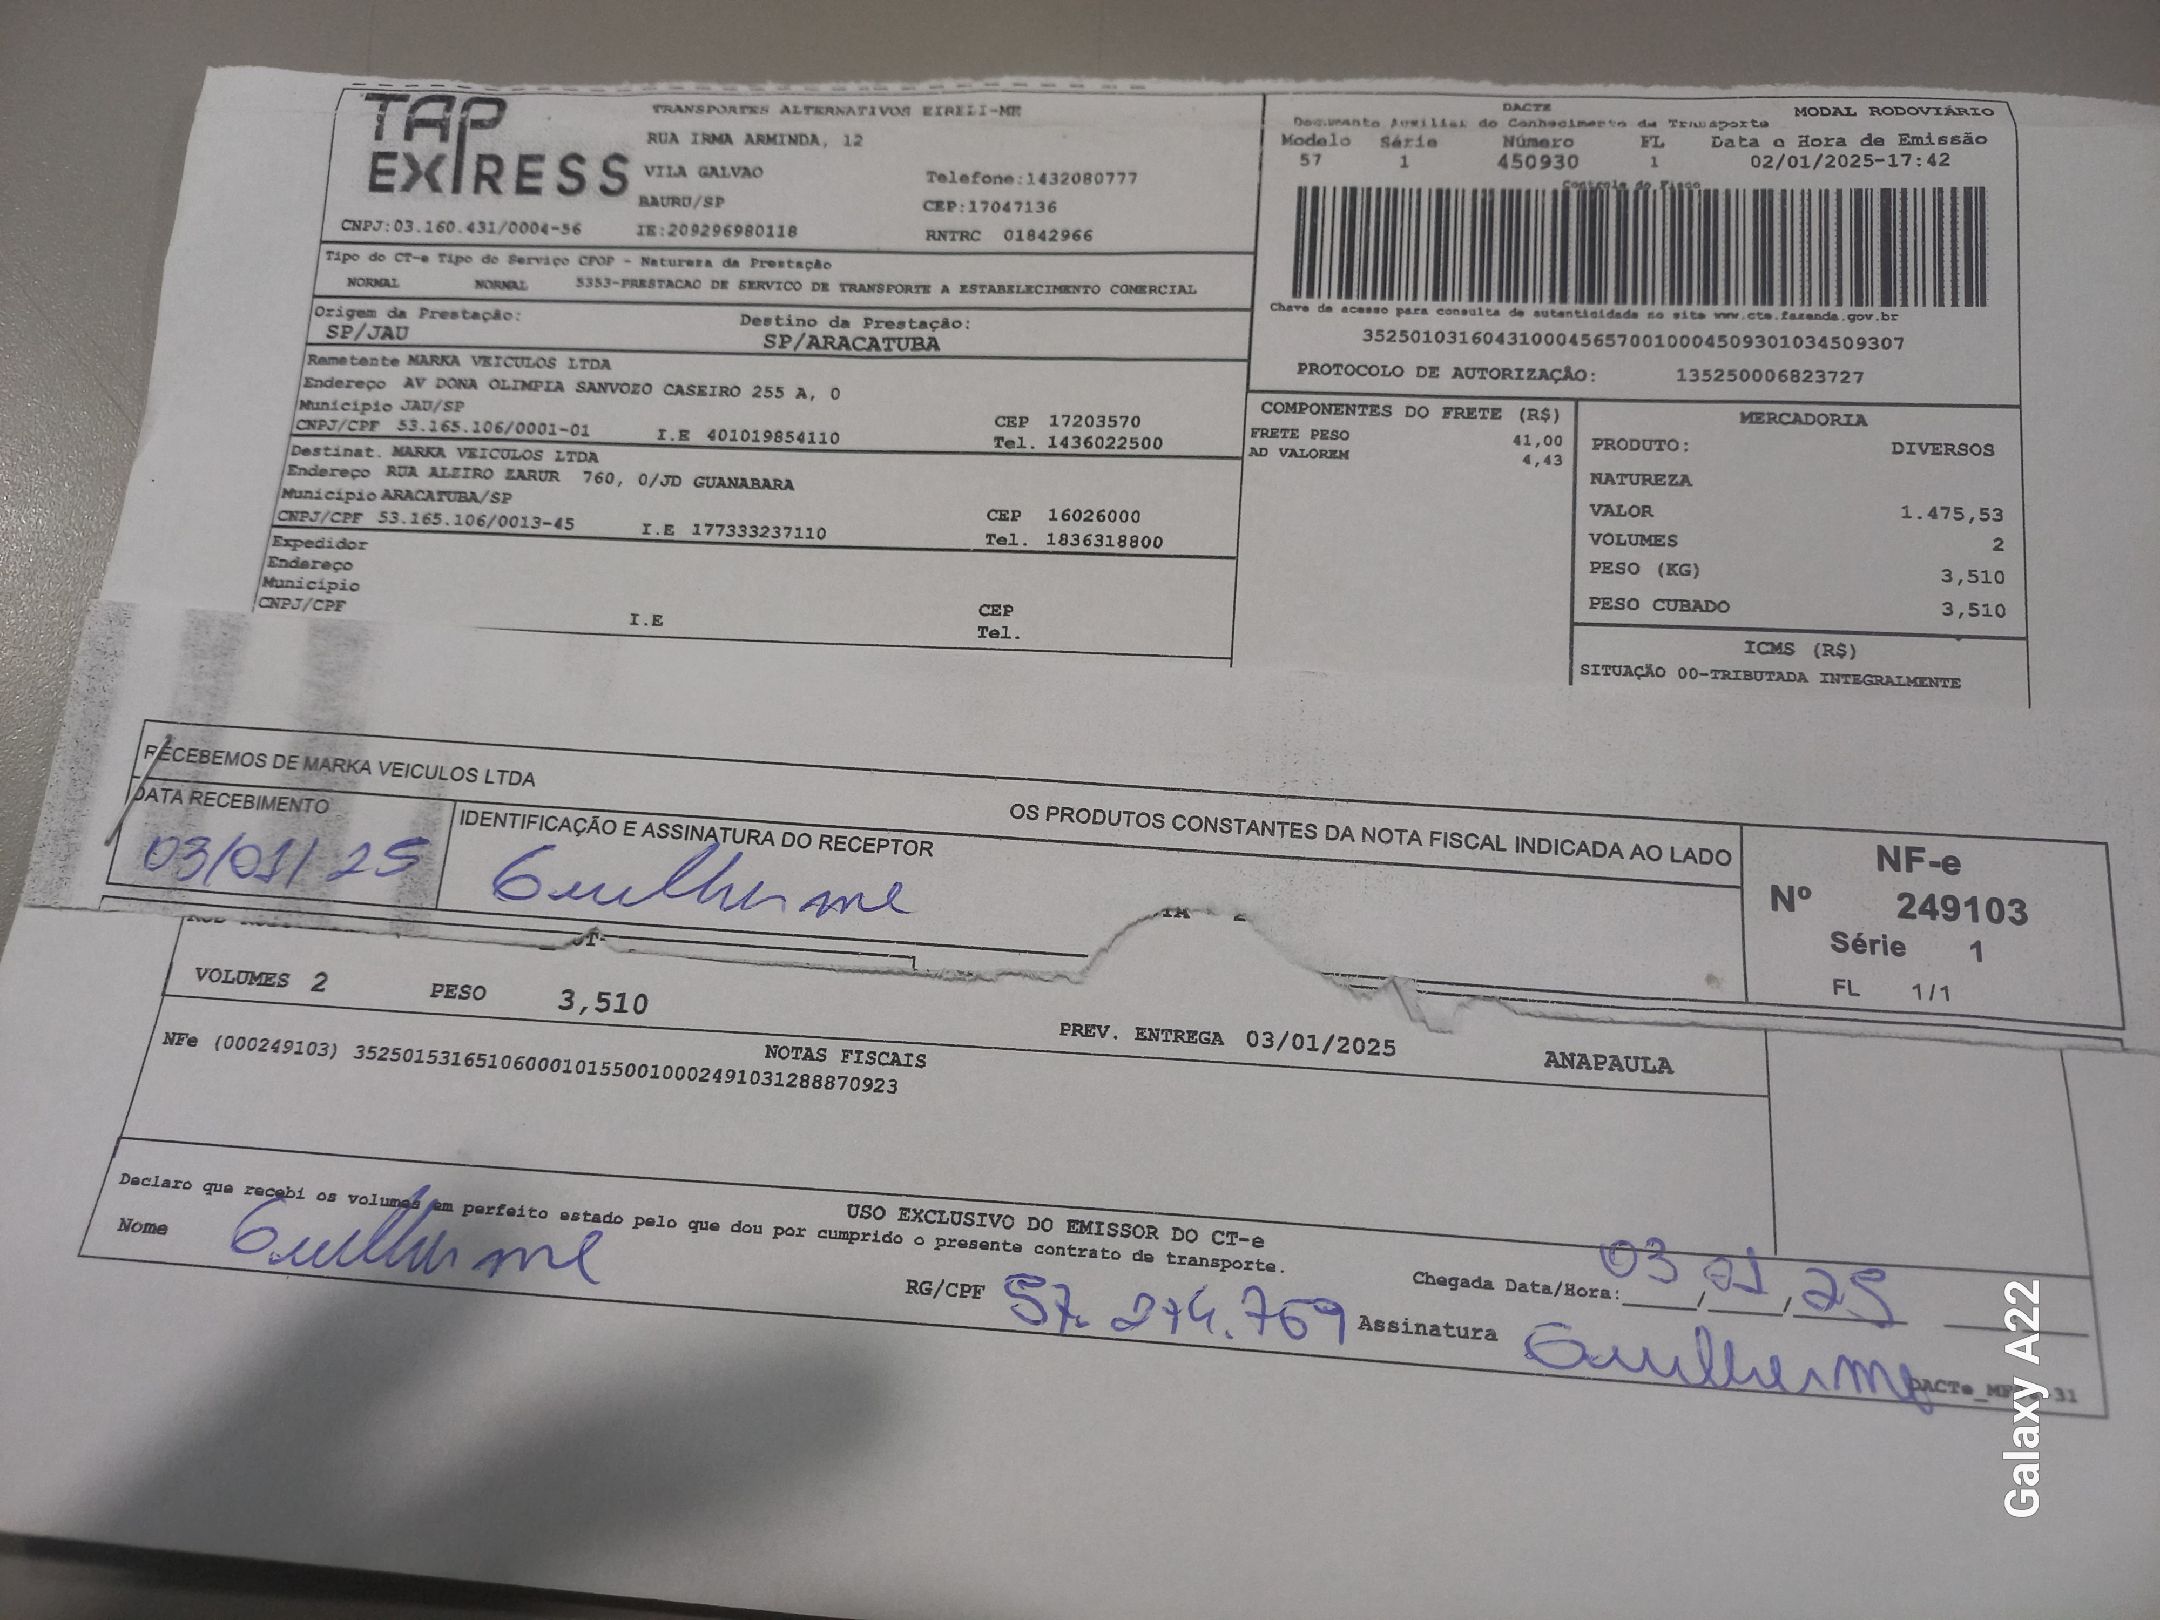 TAP EXPRESS
TRANSPORTES ALTERNATIVOS EIRELI-ME
RUA IRMA ARMINDA, 12
VILA GALVAO Telefone:1432080777
BAURU/SP CEP:17047136
CNPJ:03.160.431/0004-56 IE:209296980118 RNTRC 01842966
DACTE MODAL RODOVIÁRIO
Documento Auxiliar do Conhecimento de Transporte
Modelo Série Número FL Data e Hora de Emissão
57 1 450930 1 02/01/2025-17:42
Controle do Fisco
Chave de acesso para consulta de autenticidade no site www.cte.fazenda.gov.br
35250103160431000456570010004509301034509307
PROTOCOLO DE AUTORIZAÇÃO: 135250006823727
Tipo do CT-e Tipo do Serviço CFOP - Natureza da Prestação
NORMAL NORMAL 5353-PRESTACAO DE SERVICO DE TRANSPORTE A ESTABELECIMENTO COMERCIAL
Origem da Prestação: Destino da Prestação:
SP/JAU SP/ARACATUBA
Remetente MARKA VEICULOS LTDA
Endereço AV DONA OLIMPIA SANVOZO CASEIRO 255 A, 0
Município JAU/SP CEP 17203570
CNPJ/CPF 53.165.106/0001-01 I.E 401019854110 Tel. 1436022500
Destinat. MARKA VEICULOS LTDA
Endereço RUA ALZIRO ZARUR 760, 0/JD GUANABARA
Município ARACATUBA/SP CEP 16026000
CNPJ/CPF 53.165.106/0013-45 I.E 177333237110 Tel. 1836318800
Expedidor
Endereço
Município CEP
CNPJ/CPF I.E Tel.
COMPONENTES DO FRETE (R$)
FRETE PESO 41,00
AD VALOREM 4,43
MERCADORIA
PRODUTO: DIVERSOS
NATUREZA
VALOR 1.475,53
VOLUMES 2
PESO (KG) 3,510
PESO CUBADO 3,510
ICMS (R$)
SITUAÇÃO 00-TRIBUTADA INTEGRALMENTE
RECEBEMOS DE MARKA VEICULOS LTDA
OS PRODUTOS CONSTANTES DA NOTA FISCAL INDICADA AO LADO
DATA RECEBIMENTO IDENTIFICAÇÃO E ASSINATURA DO RECEPTOR
03/01/25 Guilherme
NF-e
Nº 249103
Série 1
FL 1/1
VOLUMES 2 PESO 3,510 PREV. ENTREGA 03/01/2025 ANAPAULA
NOTAS FISCAIS
NFe (000249103) 35250153165106000101550010002491031288870923
USO EXCLUSIVO DO EMISSOR DO CT-e
Declaro que recebi os volumes em perfeito estado pelo que dou por cumprido o presente contrato de transporte.
Nome Guilherme RG/CPF 57.274.769 Chegada Data/Hora: 03/01/25
Assinatura Guilherme
Galaxy A22